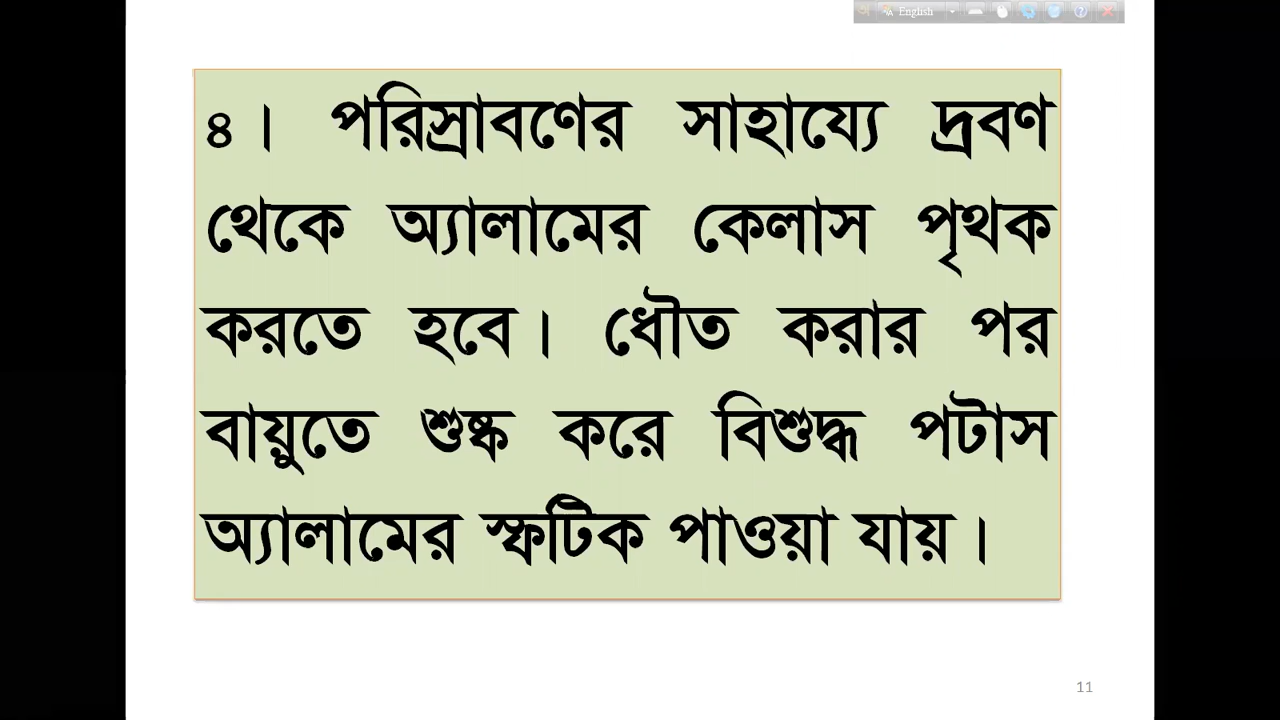 English
৪। পরিস্রাবণের সাহায্যে দ্রবণ
থেকে অ্যালামের কেলাস পৃথক
করতে হবে। ধৌত করার পর
বায়ুতে শুষ্ক করে বিশুদ্ধ পটাস
অ্যালামের স্ফটিক পাওয়া যায়।
11